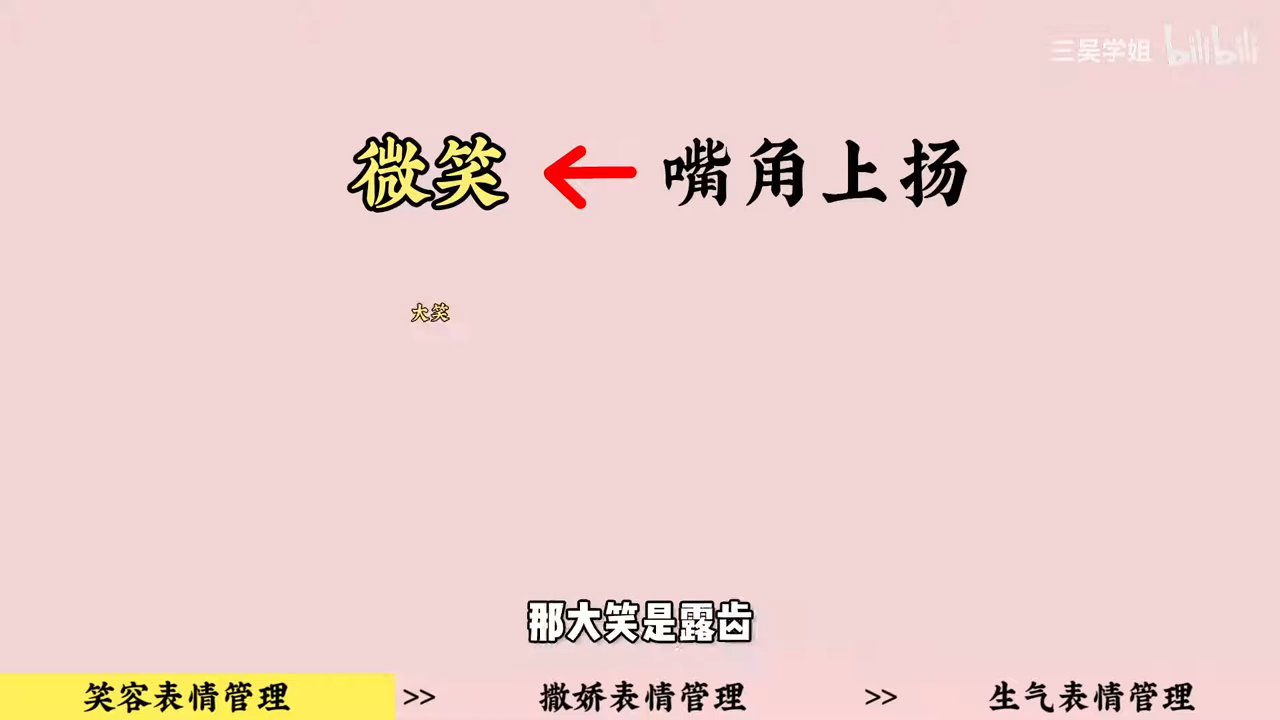 三吴学姐 bilibili
微笑 ← 嘴角上扬
大笑
那大笑是露齿
笑容表情管理 >> 撒娇表情管理 >> 生气表情管理